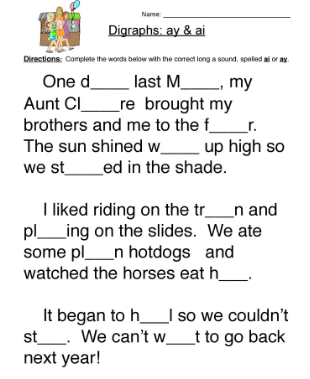 Name: ____________________
Digraphs: ay & ai
Directions: Complete the words below with the correct long a sound, spelled ai or ay.
One d____ last M____, my
Aunt Cl____re brought my
brothers and me to the f____r.
The sun shined w____ up high so
we st____ed in the shade.
I liked riding on the tr___n and
pl___ing on the slides. We ate
some pl___n hotdogs and
watched the horses eat h___.
It began to h___l so we couldn't
st___. We can't w___t to go back
next year!